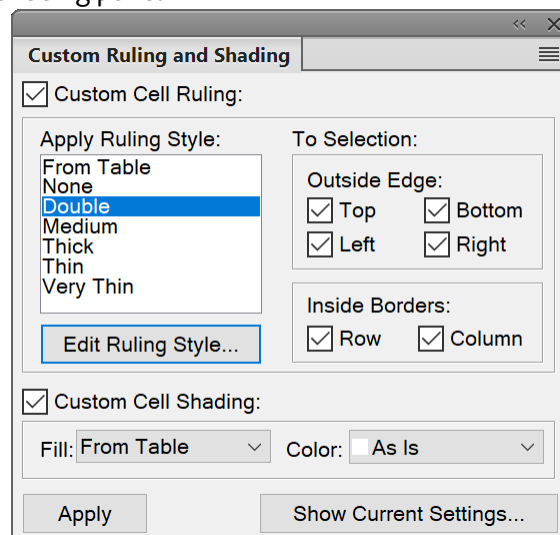 Custom Ruling and Shading
Custom Cell Ruling:
Apply Ruling Style:
From Table
None
Double
Medium
Thick
Thin
Very Thin
Edit Ruling Style...
To Selection:
Outside Edge:
Top Bottom
Left Right
Inside Borders:
Row Column
Custom Cell Shading:
Fill: From Table Color: As Is
Apply Show Current Settings...